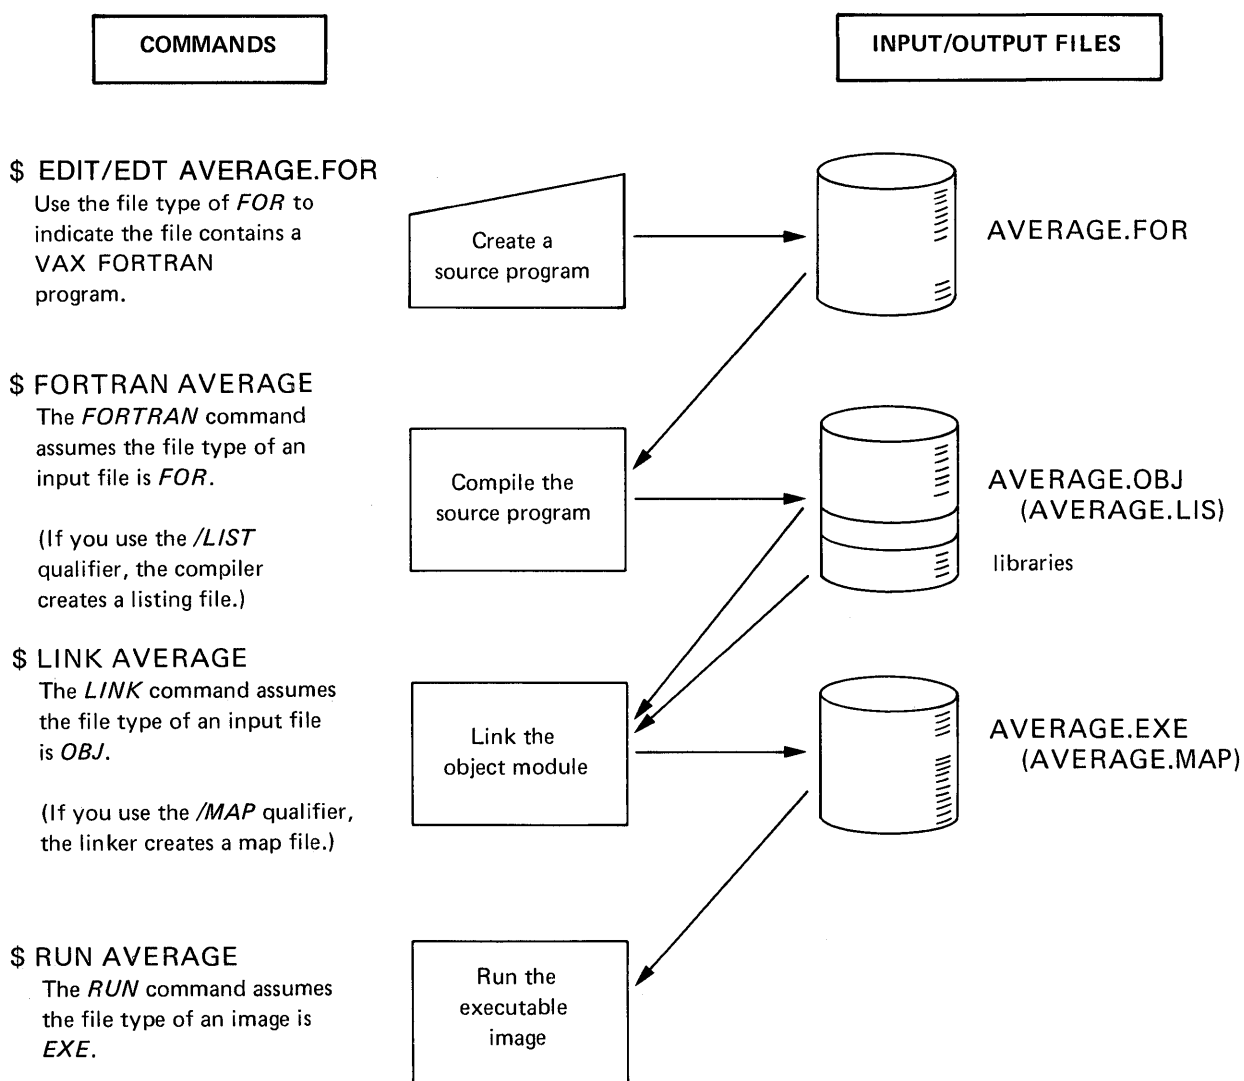 COMMANDS
INPUT/OUTPUT FILES
$ EDIT/EDT AVERAGE.FOR
Use the file type of FOR to
indicate the file contains a
VAX FORTRAN
program.
Create a
source program
AVERAGE.FOR
$ FORTRAN AVERAGE
The FORTRAN command
assumes the file type of an
input file is FOR.
(If you use the /LIST
qualifier, the compiler
creates a listing file.)
Compile the
source program
AVERAGE.OBJ
(AVERAGE.LIS)
libraries
$ LINK AVERAGE
The LINK command assumes
the file type of an input file
is OBJ.
(If you use the /MAP qualifier,
the linker creates a map file.)
Link the
object module
AVERAGE.EXE
(AVERAGE.MAP)
$ RUN AVERAGE
The RUN command assumes
the file type of an image is
EXE.
Run the
executable
image